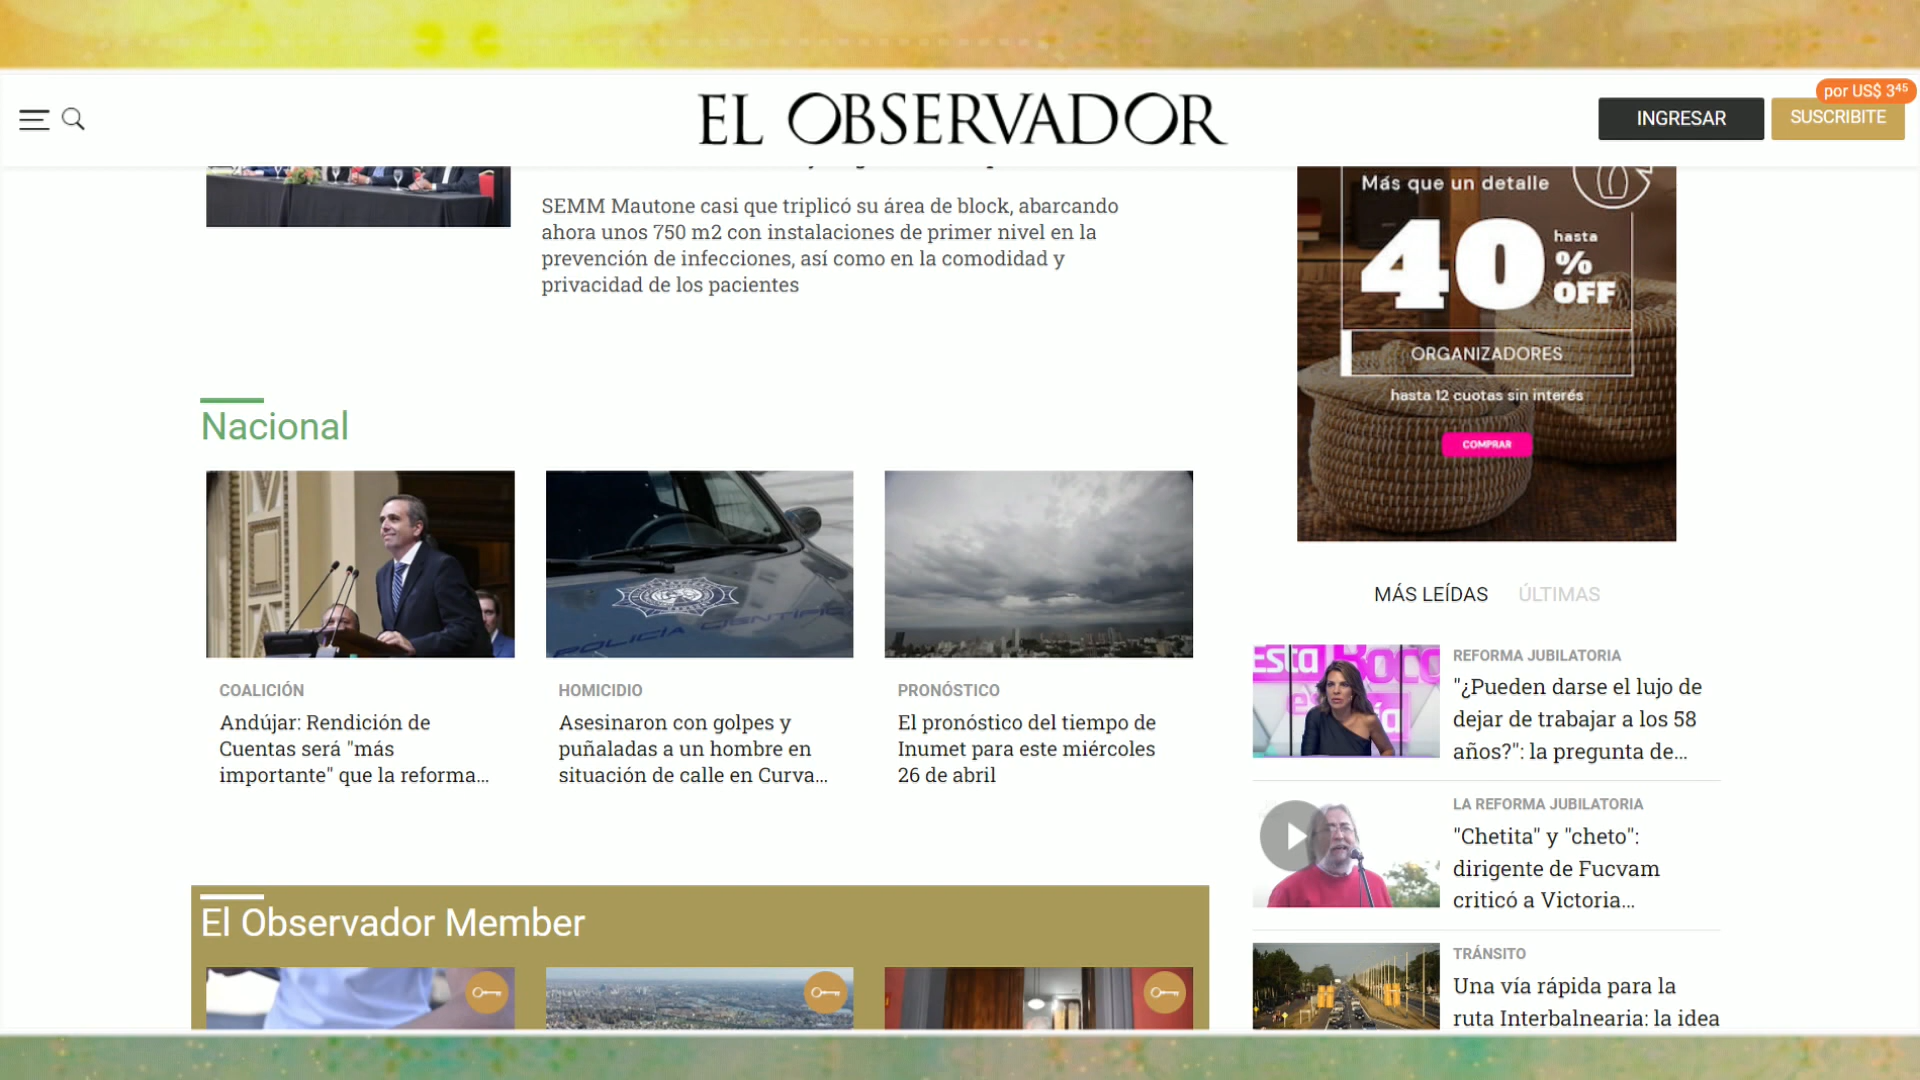 EL OBSERVADOR
INGRESAR
por US$ 3⁴⁵
SUSCRIBITE
SEMM Mautone casi que triplicó su área de block, abarcando
ahora unos 750 m2 con instalaciones de primer nivel en la
prevención de infecciones, así como en la comodidad y
privacidad de los pacientes
Más que un detalle
40
hasta
%
OFF
ORGANIZADORES
hasta 12 cuotas sin interés
COMPRAR
Nacional
POLICÍA CIENTÍFIC
COALICIÓN
Andújar: Rendición de
Cuentas será "más
importante" que la reforma...
HOMICIDIO
Asesinaron con golpes y
puñaladas a un hombre en
situación de calle en Curva...
PRONÓSTICO
El pronóstico del tiempo de
Inumet para este miércoles
26 de abril
El Observador Member
MÁS LEÍDAS
ÚLTIMAS
Esta Boca
es
ía
REFORMA JUBILATORIA
"¿Pueden darse el lujo de
dejar de trabajar a los 58
años?": la pregunta de...
LA REFORMA JUBILATORIA
"Chetita" y "cheto":
dirigente de Fucvam
criticó a Victoria...
TRÁNSITO
Una vía rápida para la
ruta Interbalnearia: la idea